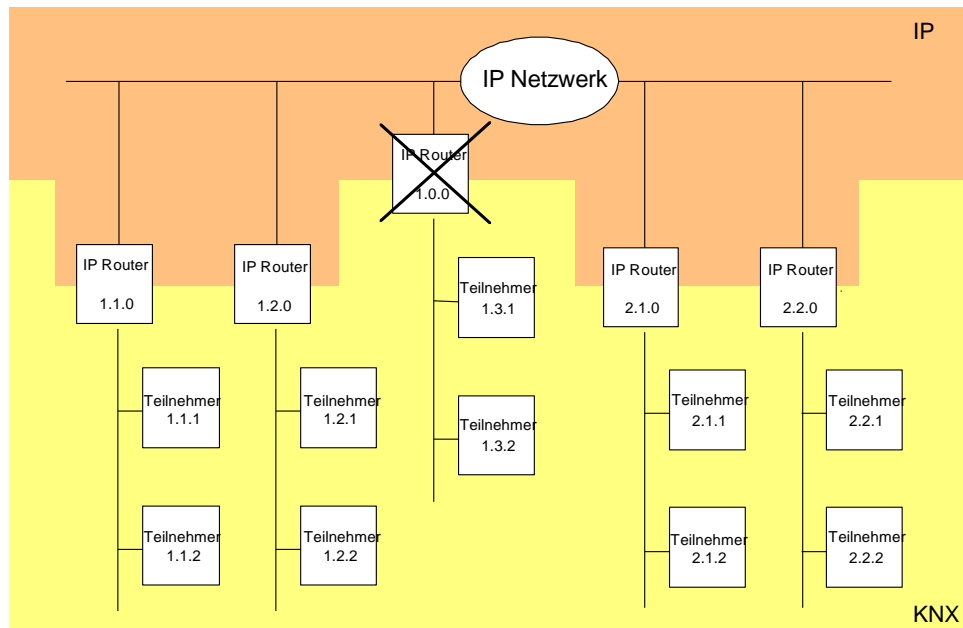 IP
IP Netzwerk
IP Router
1.0.0
IP Router
1.1.0
IP Router
1.2.0
IP Router
2.1.0
IP Router
2.2.0
Teilnehmer
1.3.1
Teilnehmer
1.1.1
Teilnehmer
1.2.1
Teilnehmer
1.3.2
Teilnehmer
2.1.1
Teilnehmer
2.2.1
Teilnehmer
1.1.2
Teilnehmer
1.2.2
Teilnehmer
2.1.2
Teilnehmer
2.2.2
KNX